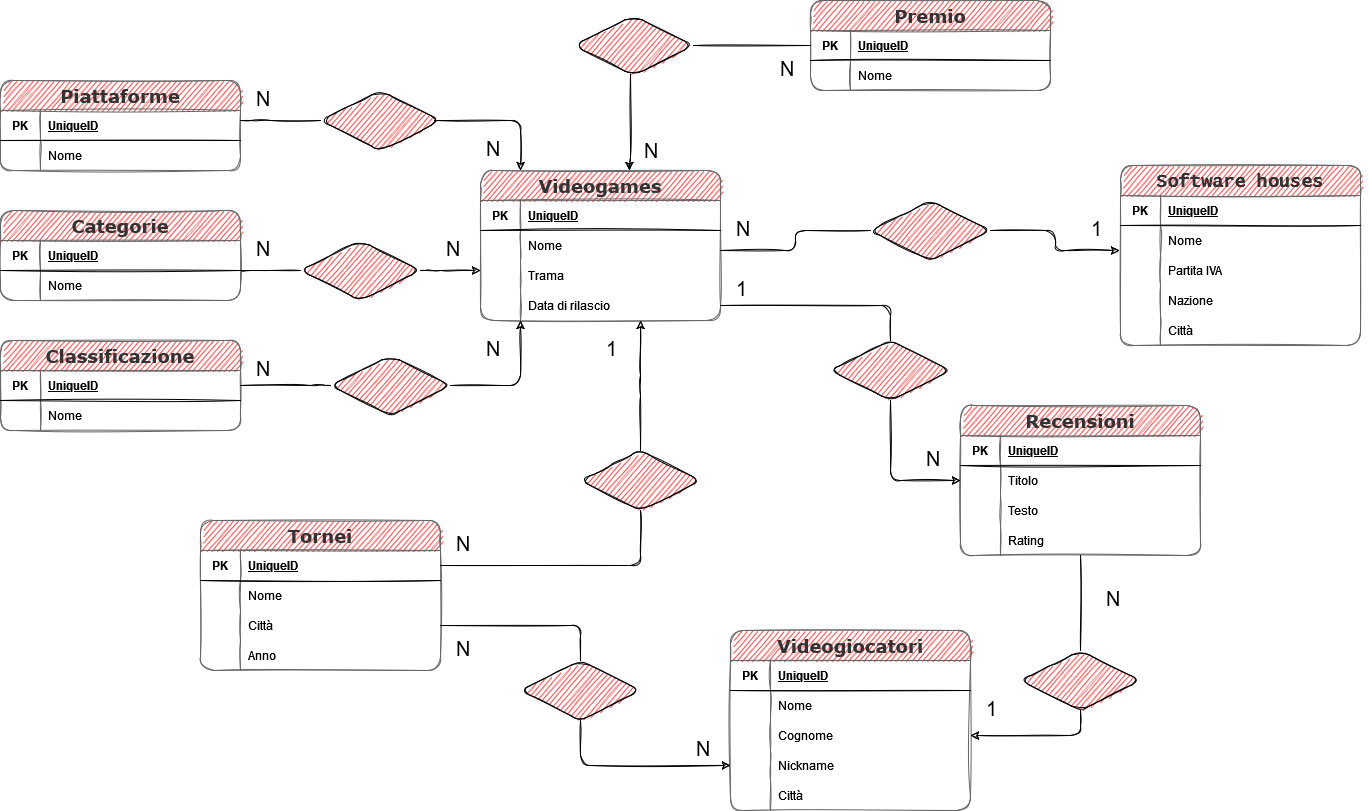 Premio
PK UniqueID
Nome
N
N
Piattaforme
PK UniqueID
Nome
N
N
Videogames
PK UniqueID
Nome
Trama
Data di rilascio
Software houses
PK UniqueID
Nome
Partita IVA
Nazione
Città
N
1
Categorie
PK UniqueID
Nome
N
N
1
N
Classificazione
PK UniqueID
Nome
N
N
1
N
Recensioni
PK UniqueID
Titolo
Testo
Rating
Tornei
PK UniqueID
Nome
Città
Anno
N
N
N
1
Videogiocatori
PK UniqueID
Nome
Cognome
Nickname
Città